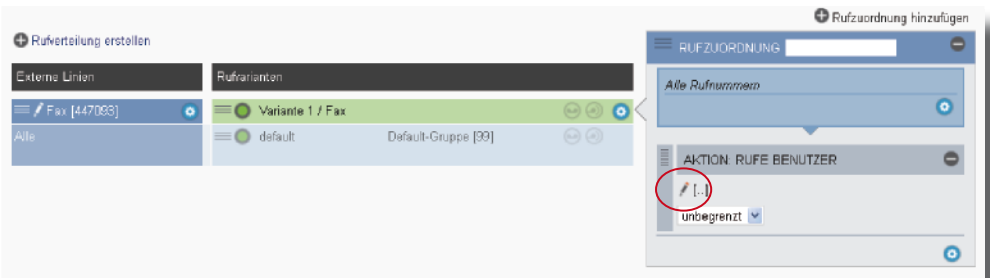 Rufzuordnung hinzufügen
Rufverteilung erstellen
RUFZUORDNUNG
Externe Linien
Rufvarianten
Alle Rufnummern
Fax [447093]
Variante 1 / Fax
Alle
default Default-Gruppe [99]
AKTION: RUFE BENUTZER
[..]
unbegrenzt